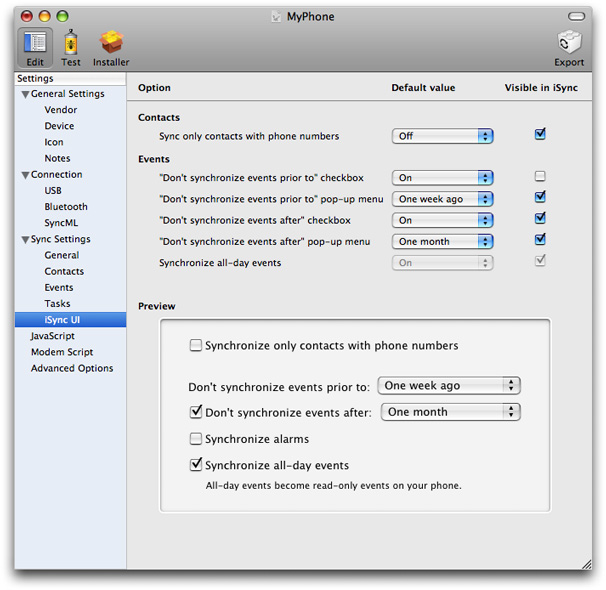 MyPhone
Edit Test Installer Export
Settings
General Settings
Vendor
Device
Icon
Notes
Connection
USB
Bluetooth
SyncML
Sync Settings
General
Contacts
Events
Tasks
iSync UI
JavaScript
Modem Script
Advanced Options
Option Default value Visible in iSync
Contacts
Sync only contacts with phone numbers Off
Events
"Don't synchronize events prior to" checkbox On
"Don't synchronize events prior to" pop-up menu One week ago
"Don't synchronize events after" checkbox On
"Don't synchronize events after" pop-up menu One month
Synchronize all-day events On
Preview
Synchronize only contacts with phone numbers
Don't synchronize events prior to: One week ago
Don't synchronize events after: One month
Synchronize alarms
Synchronize all-day events
All-day events become read-only events on your phone.